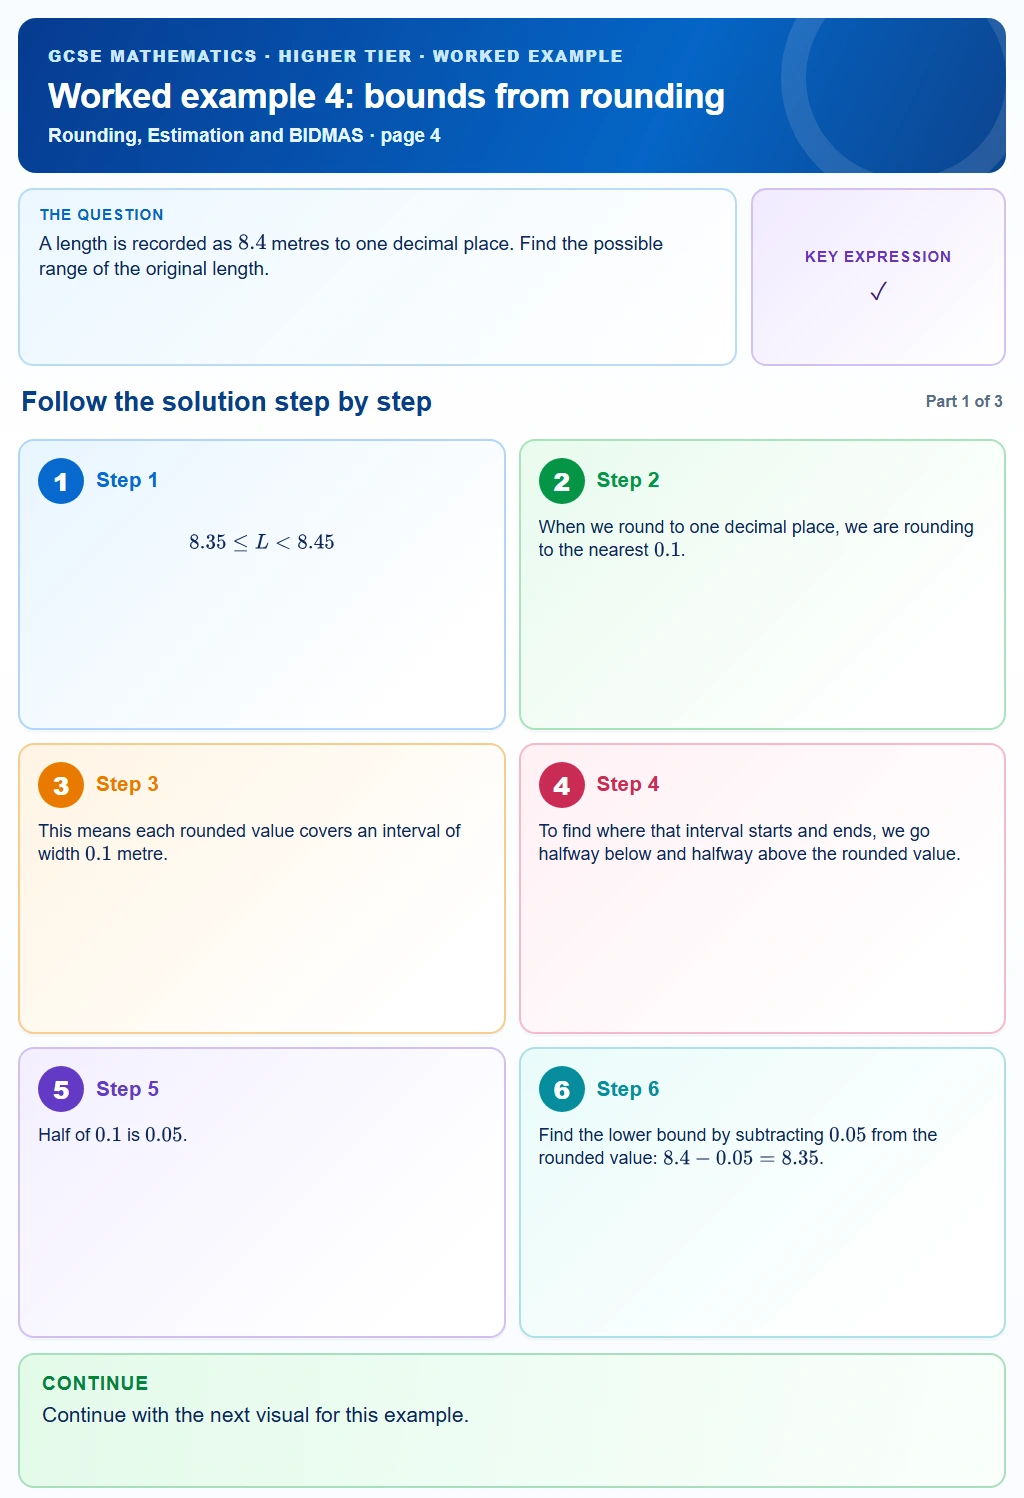 GCSE MATHEMATICS · HIGHER TIER · WORKED EXAMPLE
Worked example 4: bounds from rounding
Rounding, Estimation and BIDMAS · page 4
THE QUESTION
A length is recorded as 8.4 metres to one decimal place. Find the possible
range of the original length.
KEY EXPRESSION
✓
Follow the solution step by step
Part 1 of 3
1 Step 1
8.35 ≤ L < 8.45
2 Step 2
When we round to one decimal place, we are rounding
to the nearest 0.1.
3 Step 3
This means each rounded value covers an interval of
width 0.1 metre.
4 Step 4
To find where that interval starts and ends, we go
halfway below and halfway above the rounded value.
5 Step 5
Half of 0.1 is 0.05.
6 Step 6
Find the lower bound by subtracting 0.05 from the
rounded value: 8.4 − 0.05 = 8.35.
CONTINUE
Continue with the next visual for this example.